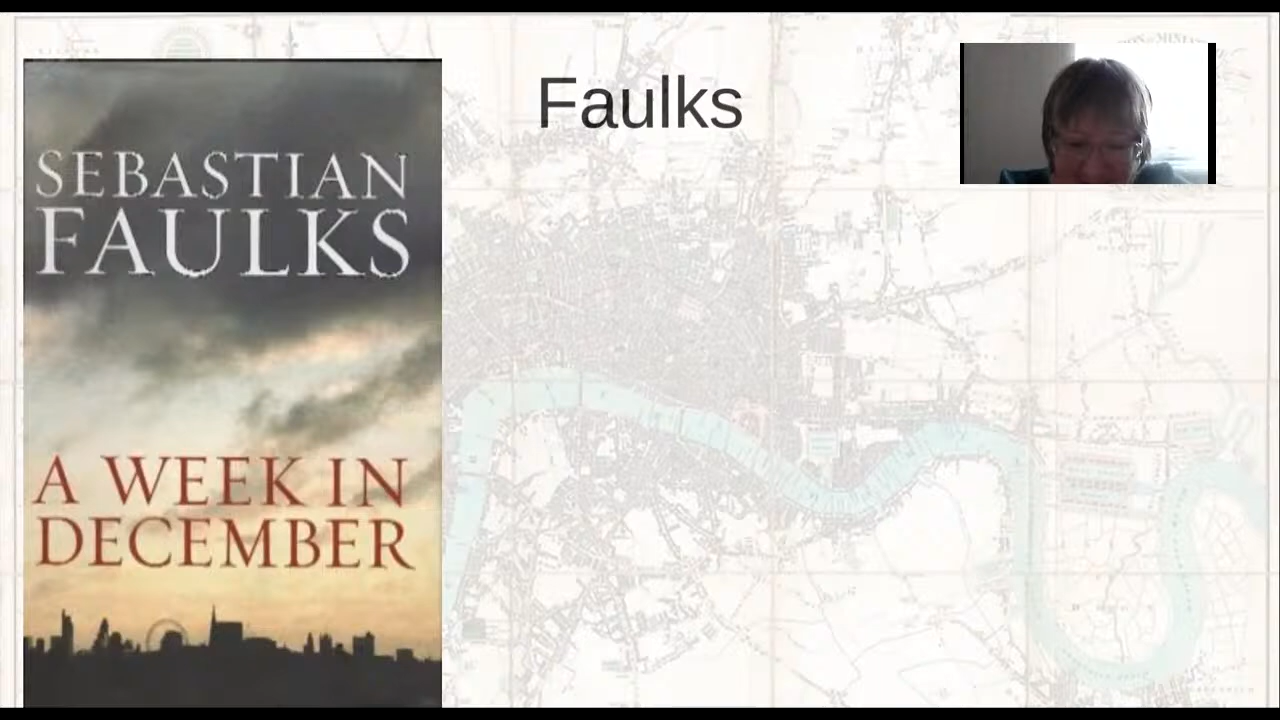 Faulks
SEBASTIAN
FAULKS
A WEEK IN
DECEMBER